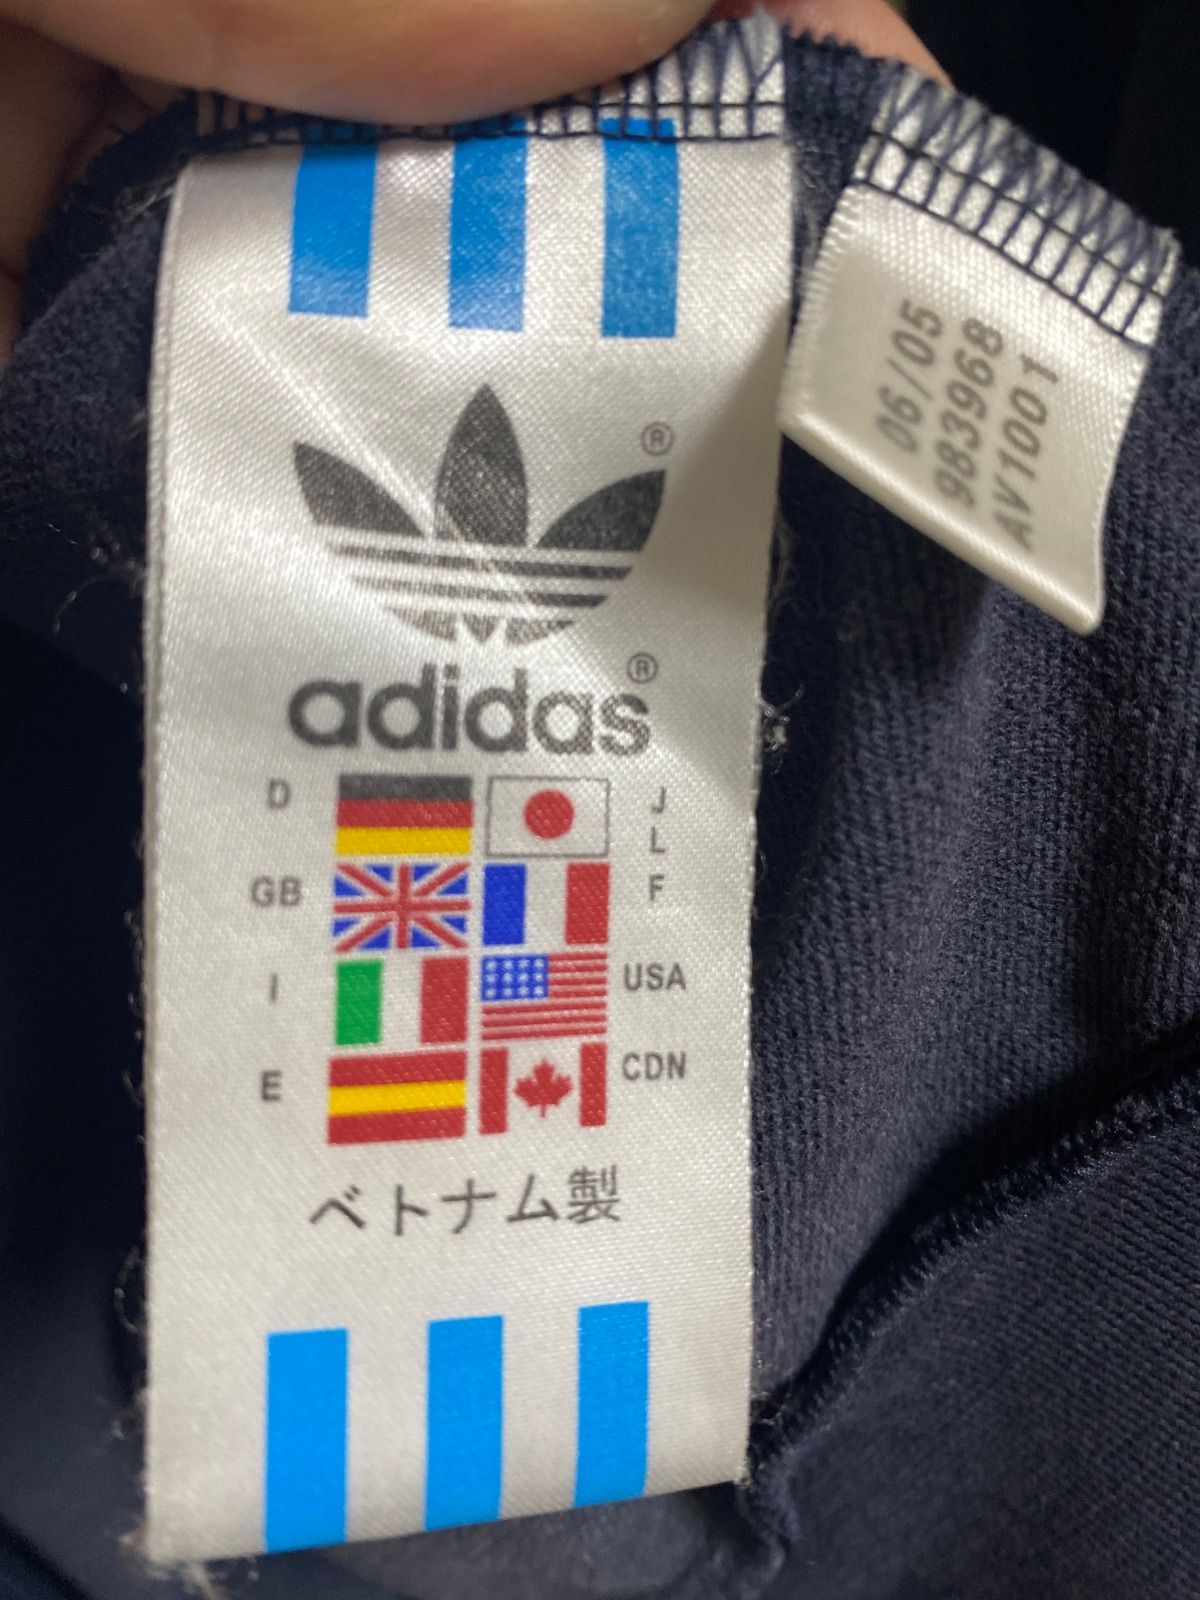 ®
adidas®
D J
L
GB F
I USA
E CDN
ベトナム製
06/05
983968
AV1001